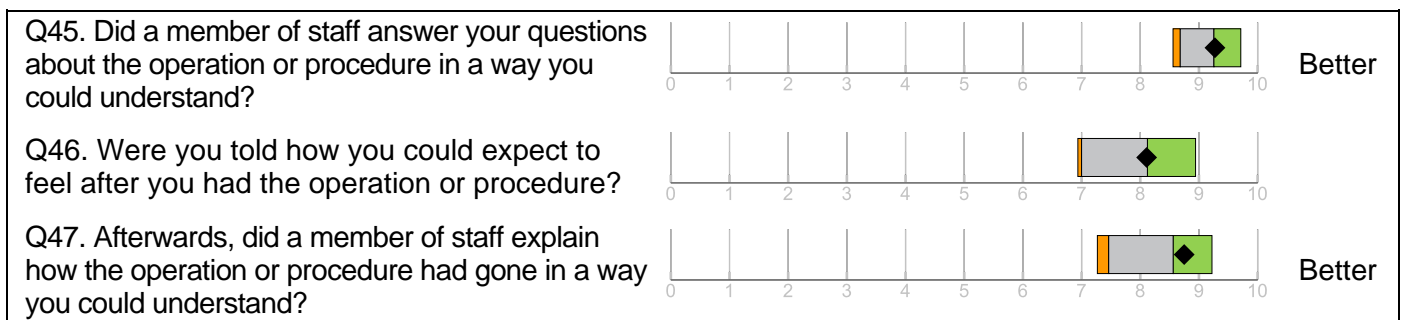 Q45. Did a member of staff answer your questions
about the operation or procedure in a way you
could understand?
Better
0 1 2 3 4 5 6 7 8 9 10
Q46. Were you told how you could expect to
feel after you had the operation or procedure?
0 1 2 3 4 5 6 7 8 9 10
Q47. Afterwards, did a member of staff explain
how the operation or procedure had gone in a way
you could understand?
Better
0 1 2 3 4 5 6 7 8 9 10